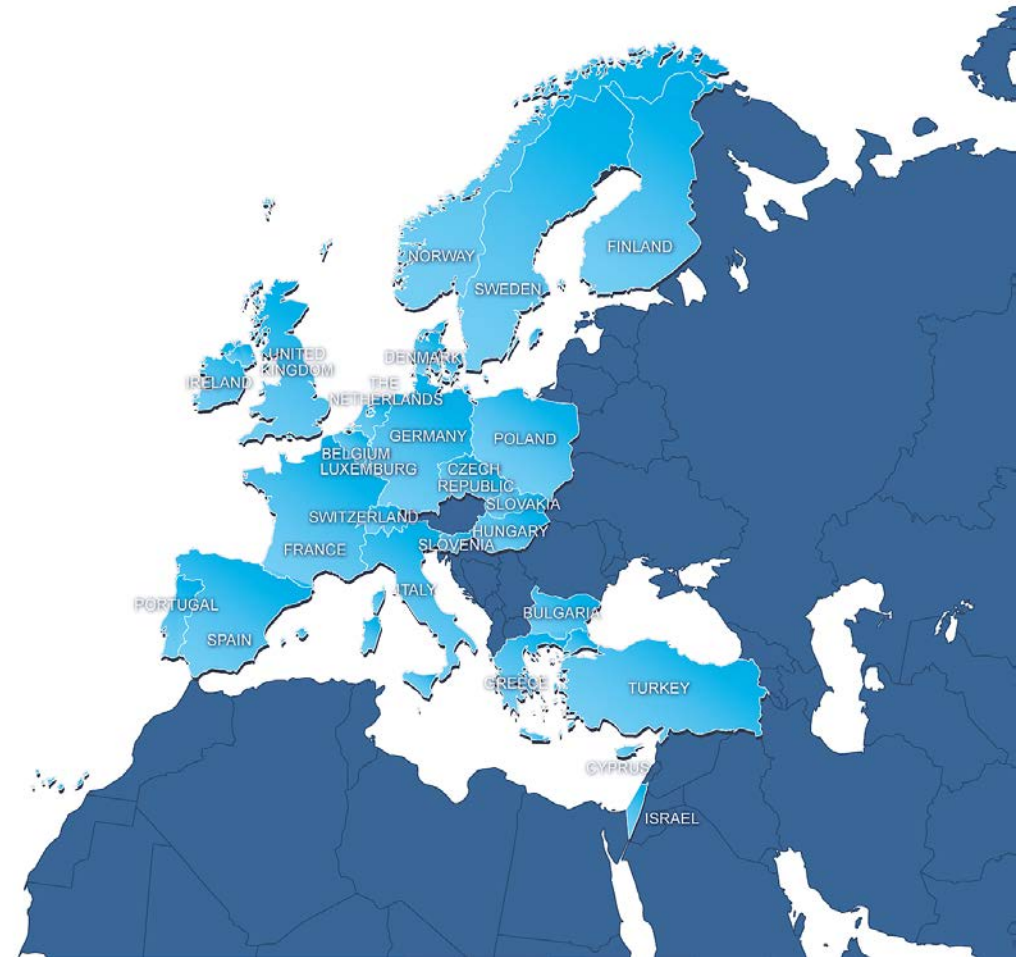 FINLAND
NORWAY
SWEDEN
UNITED
KINGDOM
DENMARK
IRELAND
THE
NETHERLANDS
GERMANY
POLAND
BELGIUM
LUXEMBURG
CZECH
REPUBLIC
SLOVAKIA
SWITZERLAND
HUNGARY
SLOVENIA
FRANCE
ITALY
PORTUGAL
BULGARIA
SPAIN
GREECE
TURKEY
CYPRUS
ISRAEL